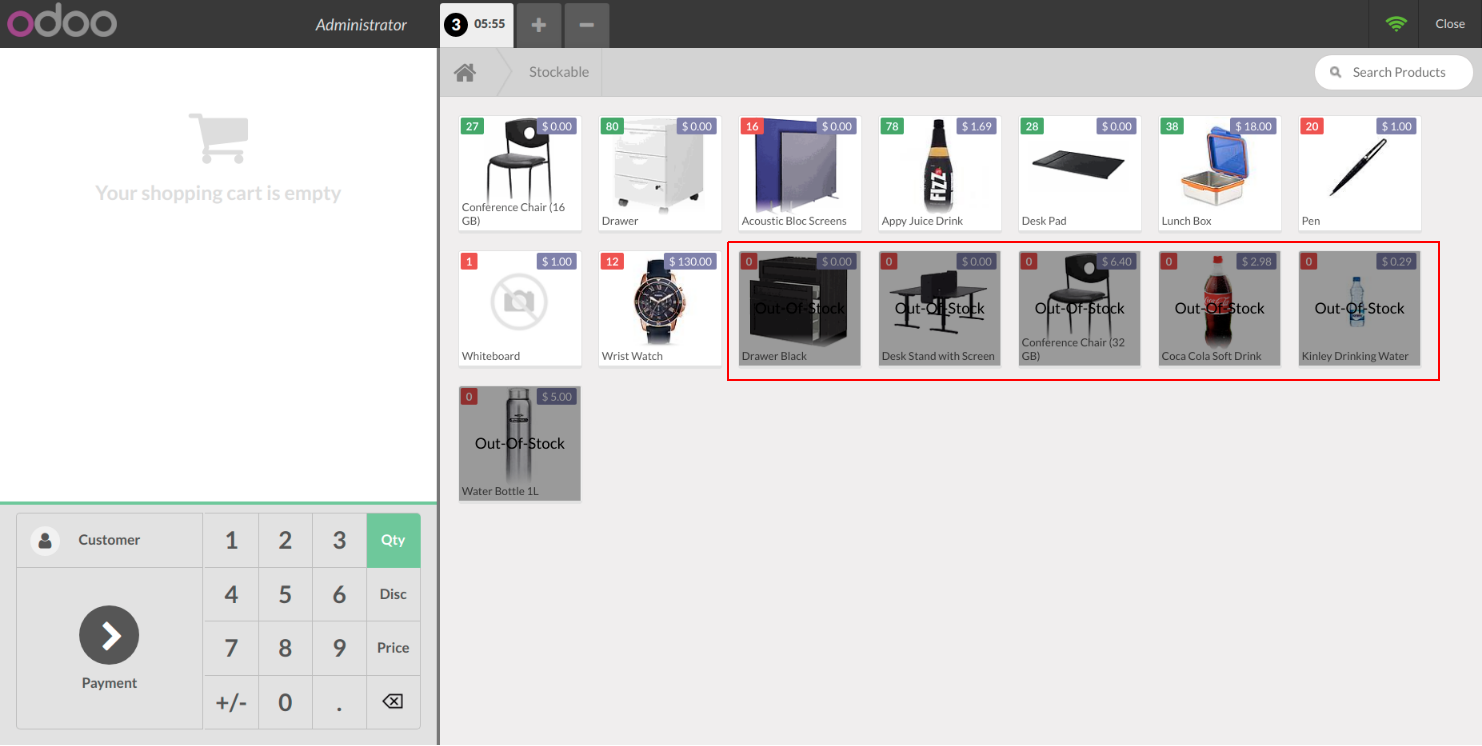 odoo
Administrator
3 05:55
Close
Stockable
Search Products
Your shopping cart is empty
27 $ 0.00
Conference Chair (16
GB)
80 $ 0.00
Drawer
16 $ 0.00
Acoustic Bloc Screens
78 $ 1.69
FIZZ
Appy Juice Drink
28 $ 0.00
Desk Pad
38 $ 18.00
Lunch Box
20 $ 1.00
Pen
1 $ 1.00
Whiteboard
12 $ 130.00
Wrist Watch
0 $ 0.00
Out-Of-Stock
Drawer Black
0 $ 0.00
Out-Of-Stock
Desk Stand with Screen
0 $ 6.40
Out-Of-Stock
Conference Chair (32
GB)
0 $ 2.98
Out-Of-Stock
Coca Cola Soft Drink
0 $ 0.29
Out-Of-Stock
Kinley Drinking Water
0 $ 5.00
Out-Of-Stock
Water Bottle 1L
Customer
1 2 3 Qty
4 5 6 Disc
7 8 9 Price
Payment
+/- 0 .